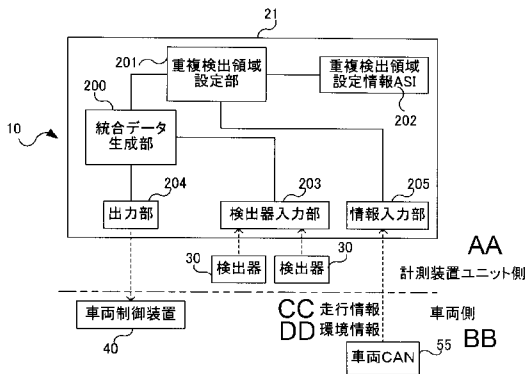 21
201
重複検出領域
設定部
重複検出領域
設定情報ASI
202
200
統合データ
生成部
10
204
203
205
出力部
検出器入力部
情報入力部
AA
30
検出器
検出器
30
計測装置ユニット側
車両制御装置
40
CC 走行情報
DD 環境情報
車両側
BB
55
車両CAN